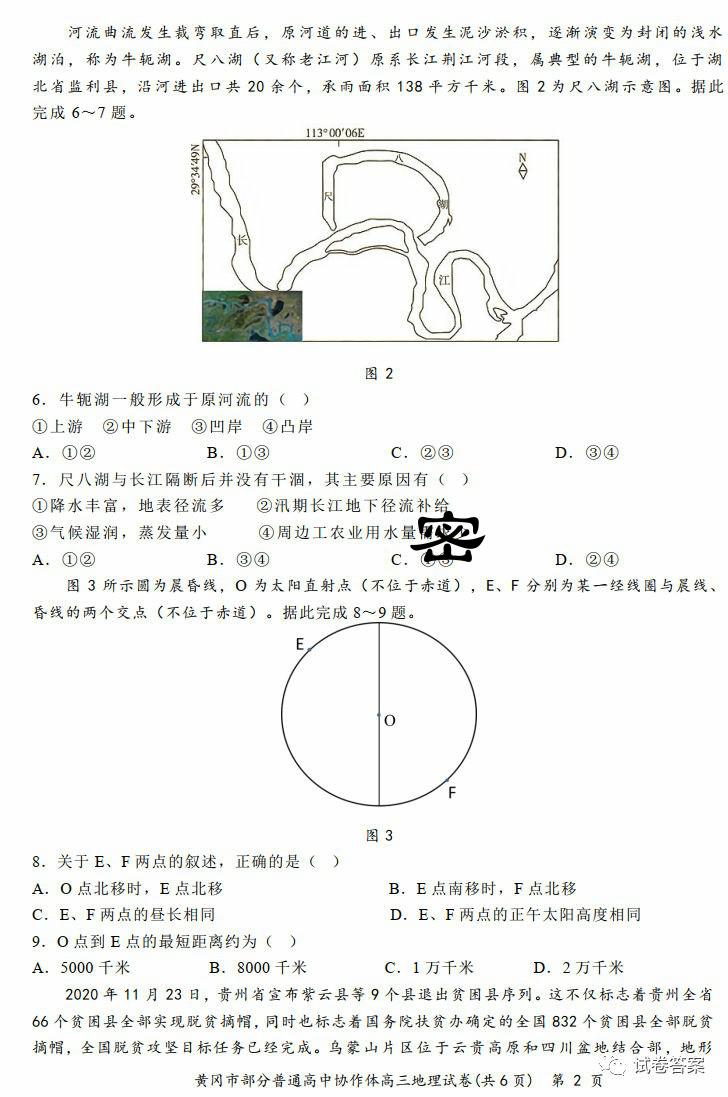 河流曲流发生裁弯取直后，原河道的进、出口发生泥沙淤积，逐渐演变为封闭的浅水
湖泊，称为牛轭湖。尺八湖（又称老江河）原系长江荆江河段，属典型的牛轭湖，位于湖
北省监利县，沿河进出口共 20 余个，承雨面积 138 平方千米。图 2 为尺八湖示意图。据此
完成 6～7 题。
113°00′06E
29°34′49N
N
八
尺
湖
长
江
图 2
6．牛轭湖一般形成于原河流的（ ）
①上游 ②中下游 ③凹岸 ④凸岸
A．①② B．①③ C．②③ D．③④
7．尺八湖与长江隔断后并没有干涸，其主要原因有（ ）
①降水丰富，地表径流多 ②汛期长江地下径流补给
③气候湿润，蒸发量小 ④周边工农业用水量
密
A．①② B．③④ C． D．②④
图 3 所示圆为晨昏线，O 为太阳直射点（不位于赤道），E、F 分别为某一经线圈与晨线、
昏线的两个交点（不位于赤道）。据此完成 8～9 题。
E
O
F
图 3
8．关于 E、F 两点的叙述，正确的是（ ）
A．O 点北移时，E 点北移 B．E 点南移时，F 点北移
C．E、F 两点的昼长相同 D．E、F 两点的正午太阳高度相同
9．O 点到 E 点的最短距离约为（ ）
A．5000 千米 B．8000 千米 C．1 万千米 D．2 万千米
2020 年 11 月 23 日，贵州省宣布紫云县等 9 个县退出贫困县序列。这不仅标志着贵州全省
66 个贫困县全部实现脱贫摘帽，同时也标志着国务院扶贫办确定的全国 832 个贫困县全部脱贫
摘帽，全国脱贫攻坚目标任务已经完成。乌蒙山片区位于云贵高原和四川盆地结合部，地形
试卷答案
黄冈市部分普通高中协作体高三地理试卷(共 6 页) 第 2 页